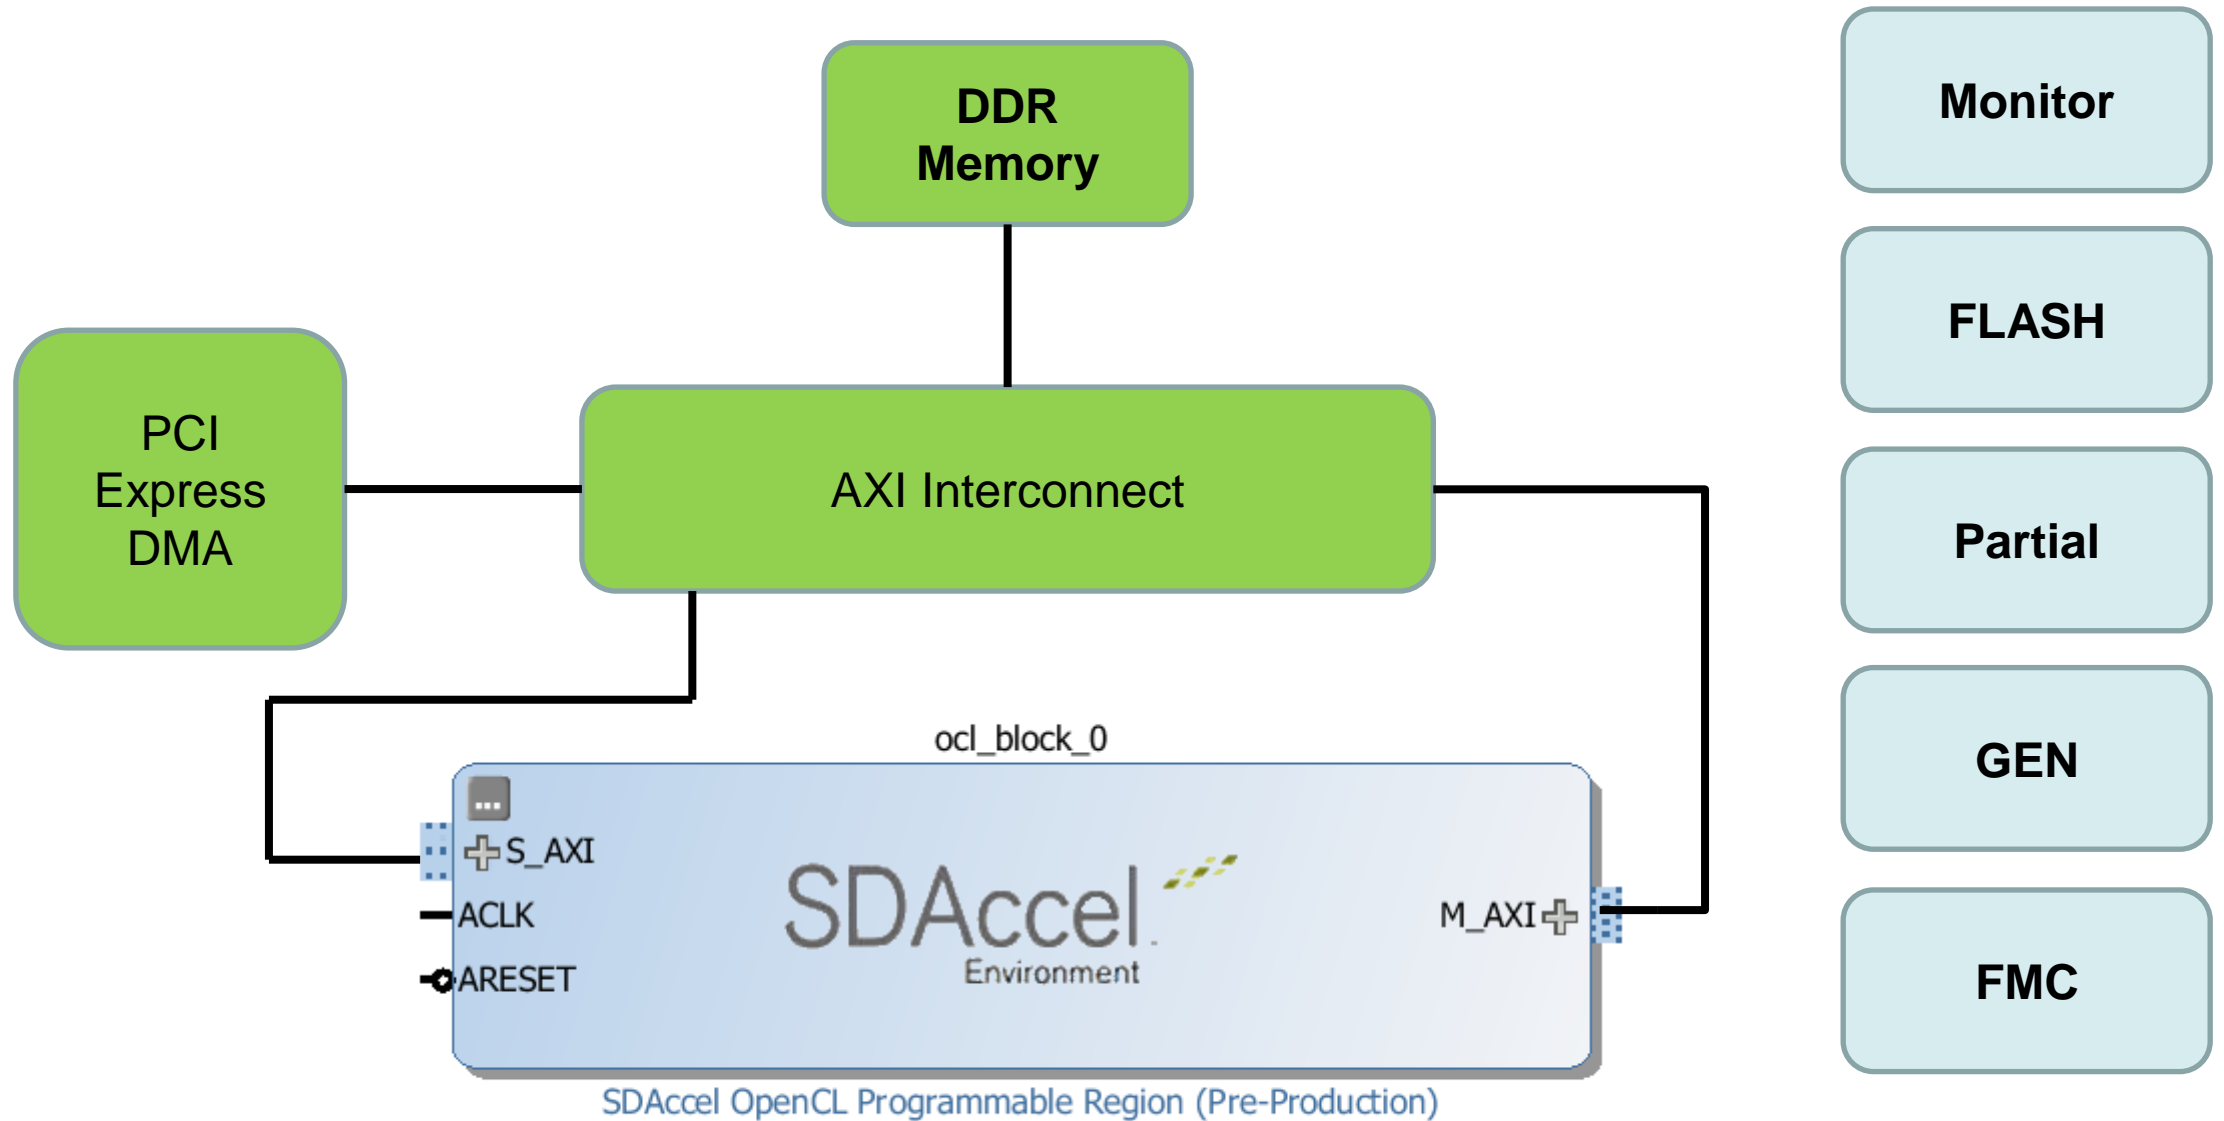 DDR
Memory
PCI
Express
DMA
AXI Interconnect
ocl_block_0
...
S_AXI
ACLK
ARESET
SDAccel
Environment
M_AXI
SDAccel OpenCL Programmable Region (Pre-Production)
Monitor
FLASH
Partial
GEN
FMC